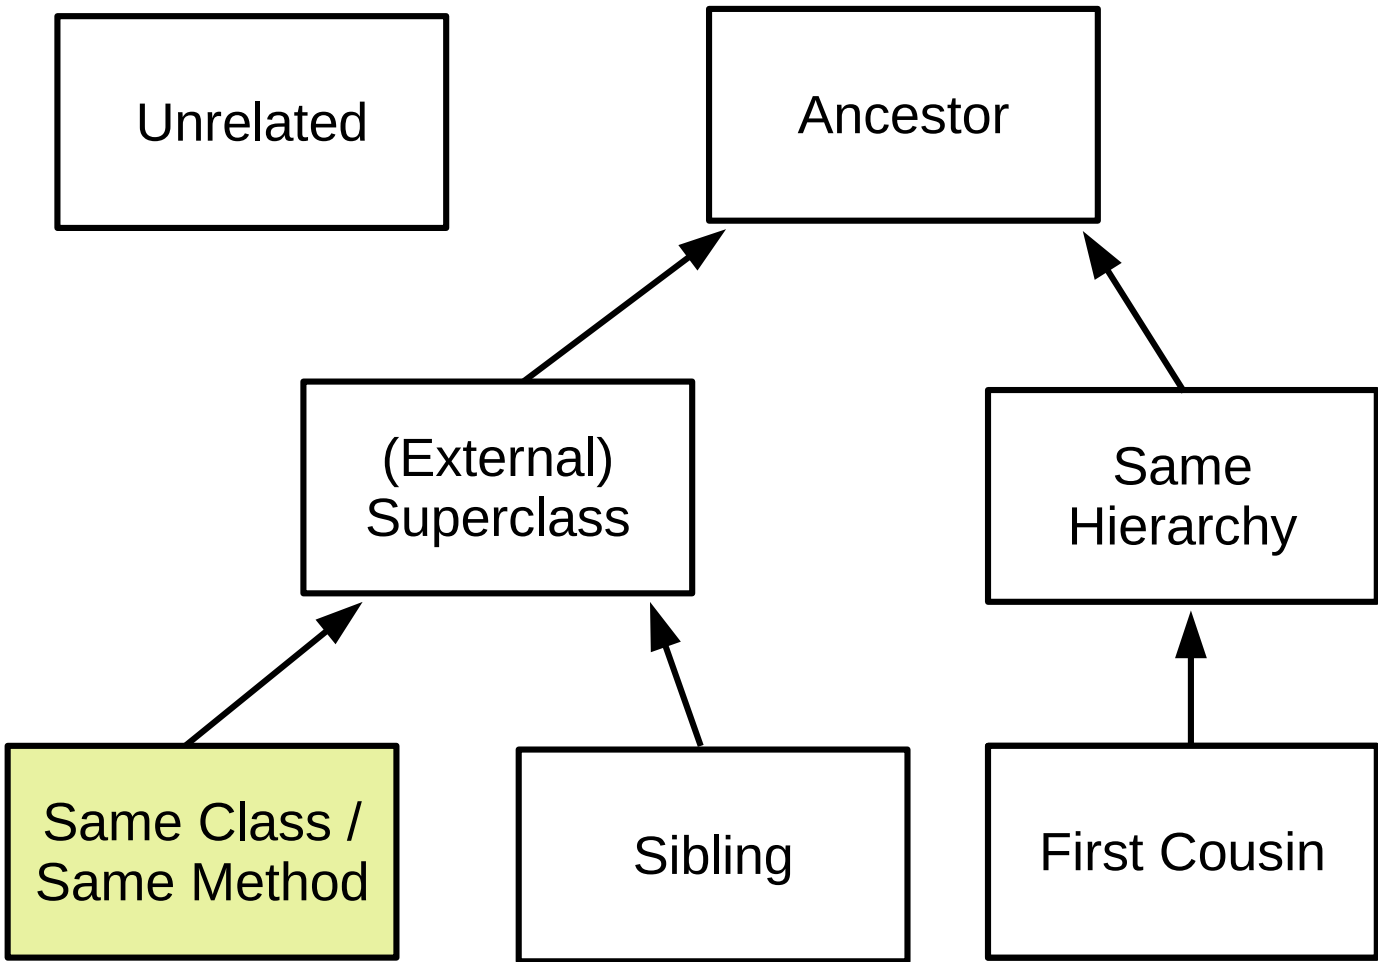 Unrelated
Ancestor
(External)
Superclass
Same
Hierarchy
Same Class /
Same Method
Sibling
First Cousin